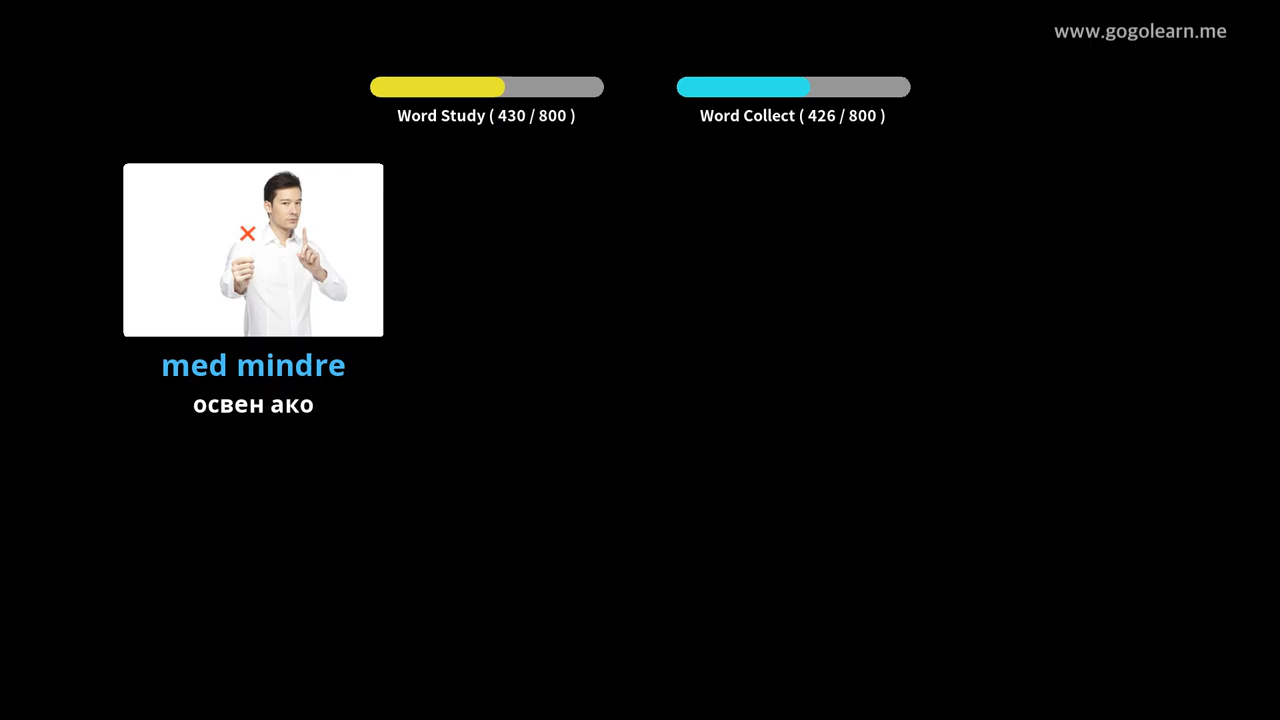 www.gogolearn.me
Word Study ( 430 / 800 )
Word Collect ( 426 / 800 )
med mindre
освен ако